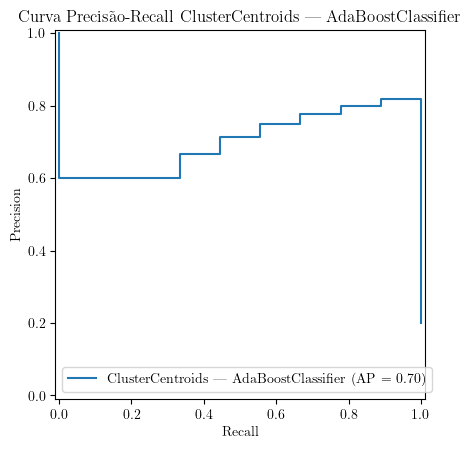 Curva Precisão-Recall ClusterCentroids — AdaBoostClassifier
1.0
0.8
0.6
0.4
0.2
0.0
Precision
ClusterCentroids — AdaBoostClassifier (AP = 0.70)
0.0 0.2 0.4 0.6 0.8 1.0
Recall